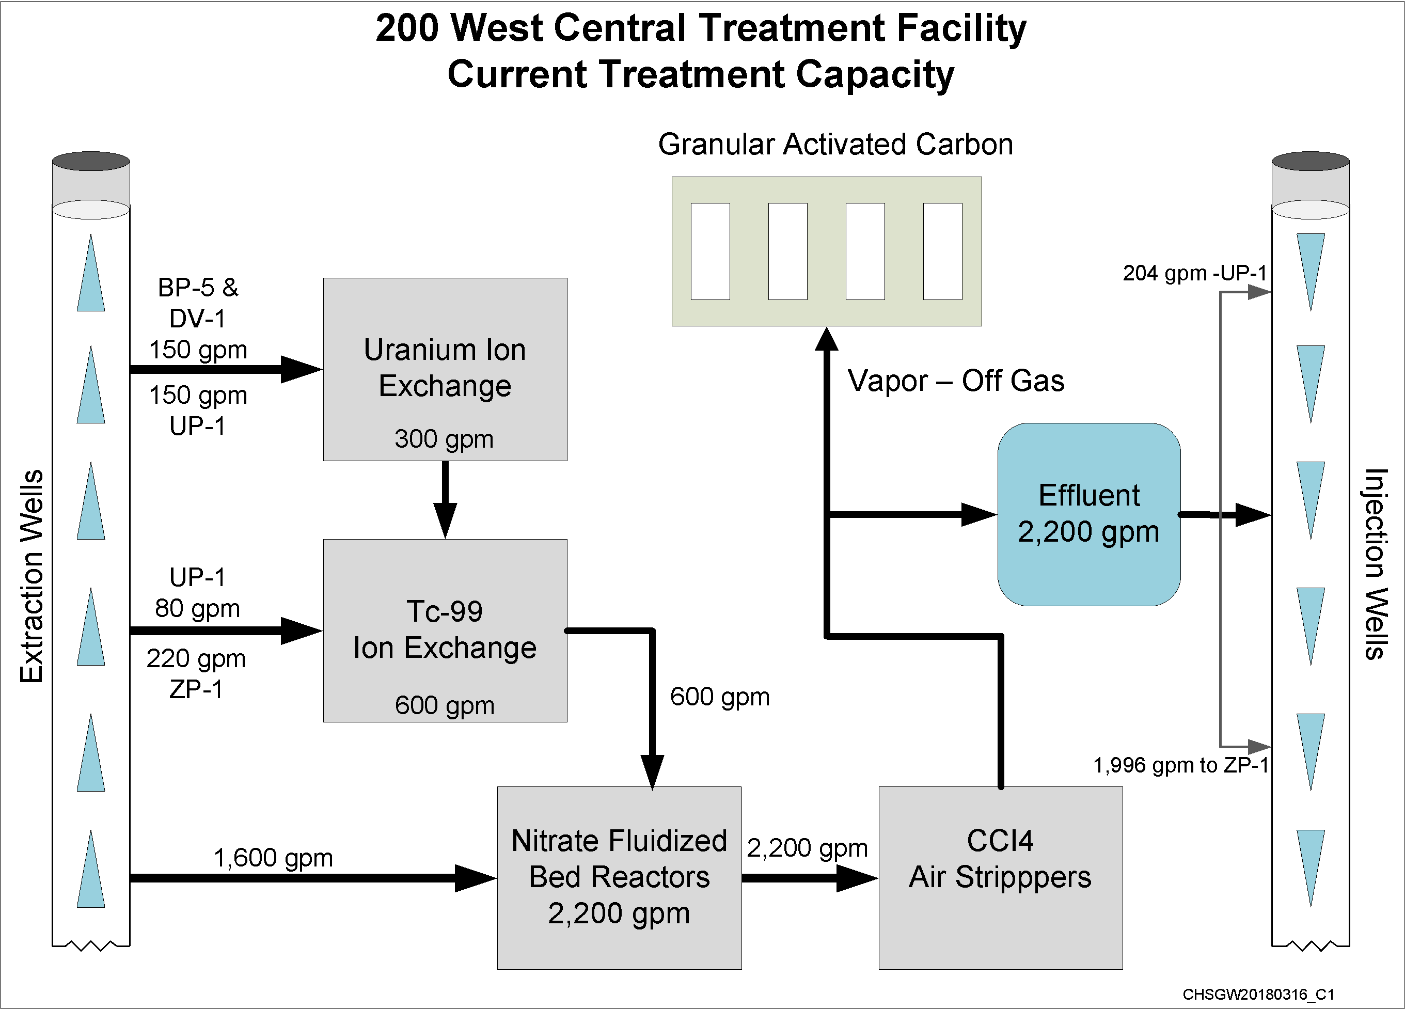 200 West Central Treatment Facility
Current Treatment Capacity
Granular Activated Carbon
Extraction Wells
BP-5 &
DV-1
150 gpm
150 gpm
UP-1
Uranium Ion
Exchange
300 gpm
UP-1
80 gpm
220 gpm
ZP-1
Tc-99
Ion Exchange
600 gpm
600 gpm
1,600 gpm
Nitrate Fluidized
Bed Reactors
2,200 gpm
2,200 gpm
CCl4
Air Stripppers
Vapor – Off Gas
Effluent
2,200 gpm
204 gpm -UP-1
1,996 gpm to ZP-1
Injection Wells
CHSGW20180316_C1